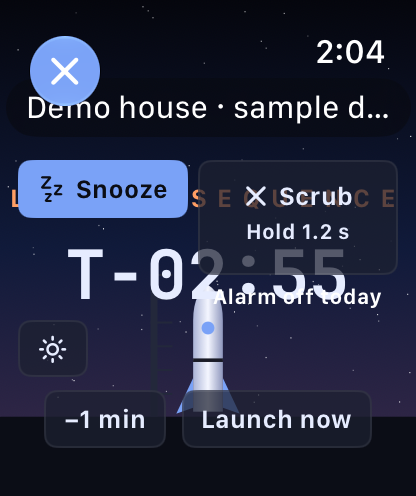 2:04
Demo house · sample d…
Snooze
Scrub
Hold 1.2 s
SEQUENCE
T-02:55
Alarm off today
−1 min
Launch now